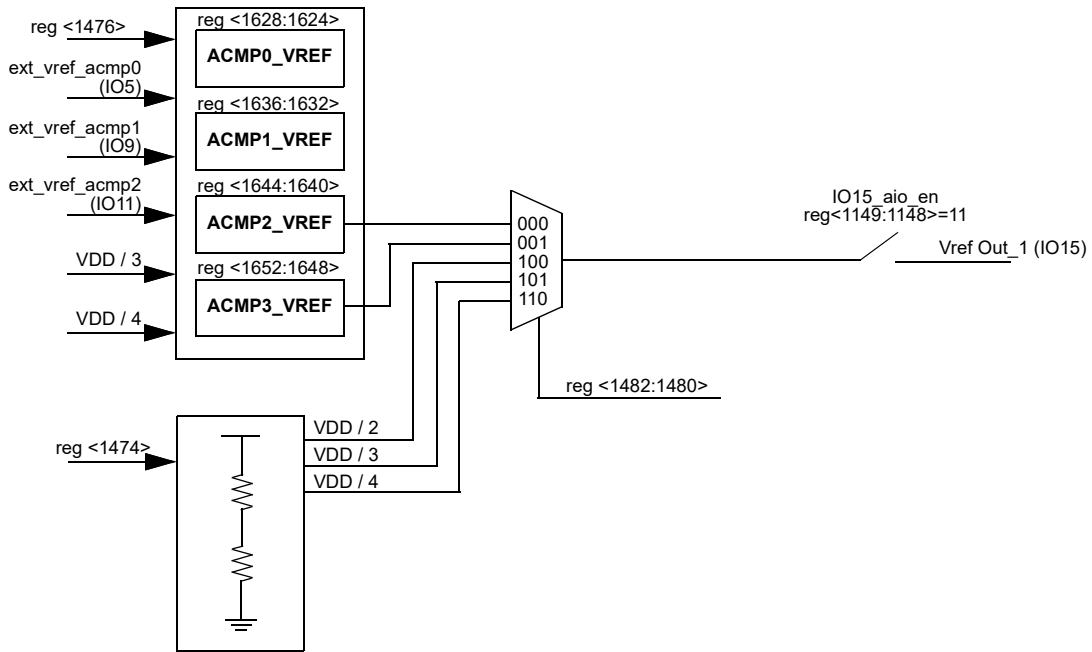 reg <1476>
ext_vref_acmp0
(IO5)
ext_vref_acmp1
(IO9)
ext_vref_acmp2
(IO11)
VDD / 3
VDD / 4
reg <1628:1624>
ACMP0_VREF
reg <1636:1632>
ACMP1_VREF
reg <1644:1640>
ACMP2_VREF
reg <1652:1648>
ACMP3_VREF
000
001
100
101
110
IO15_aio_en
reg<1149:1148>=11
Vref Out_1 (IO15)
reg <1482:1480>
reg <1474>
VDD / 2
VDD / 3
VDD / 4